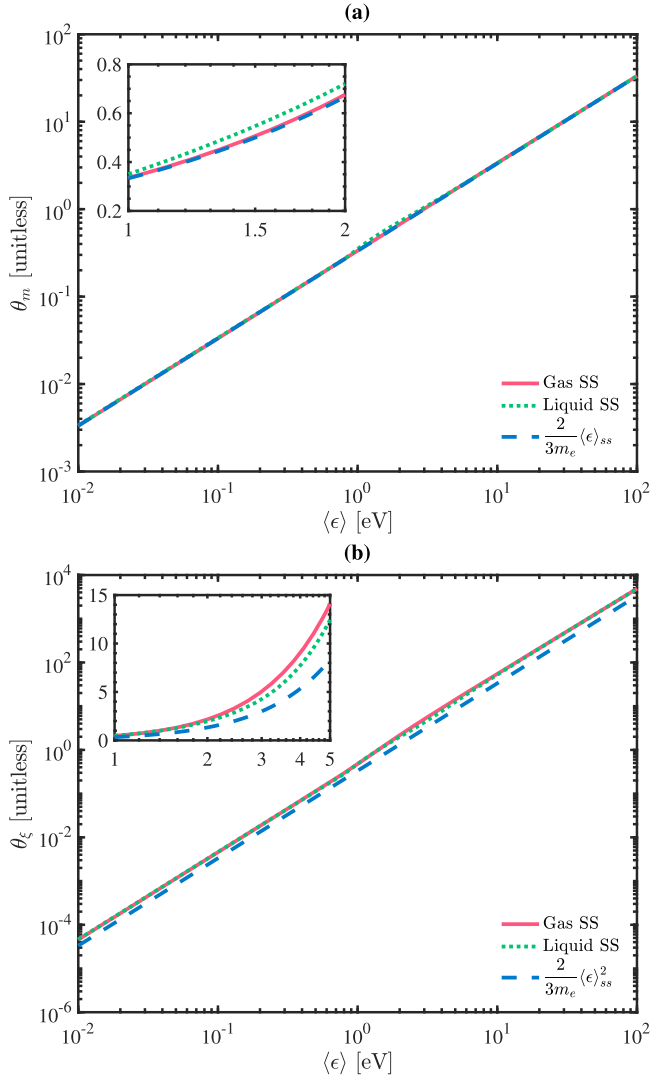 (a)
10^2
10^1
10^0
10^-1
10^-2
10^-3
θ_m [unitless]
0.8
0.6
0.4
0.2
1 1.5 2
Gas SS
Liquid SS
2/(3m_e) ⟨ϵ⟩_ss
10^-2 10^-1 10^0 10^1 10^2
⟨ϵ⟩ [eV]
(b)
10^4
10^2
10^0
10^-2
10^-4
10^-6
θ_ξ [unitless]
15
10
5
0
1 2 3 4 5
Gas SS
Liquid SS
2/(3m_e) ⟨ϵ⟩^2_ss
10^-2 10^-1 10^0 10^1 10^2
⟨ϵ⟩ [eV]